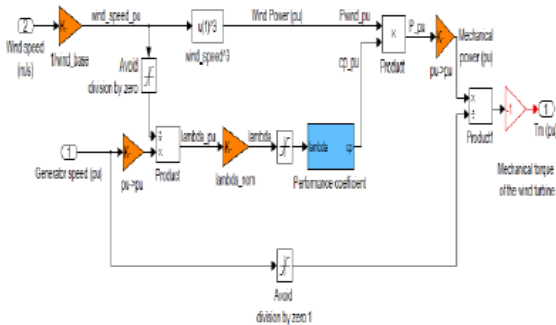 2
Wind speed
(m/s)
K-
1/wind_base
wind_speed_pu
Avoid
division by zero
u(1)^3
wind_speed^3
Wind Power (pu)
Pwind_pu
×
Product
P_pu
K-
pu->pu
Mechanical
power (pu)
cp_pu
1
Generator speed (pu)
K-
pu->pu
÷
×
Product
lambda_pu
K-
lambda_nom
lambda
lambda
cp
Performance coefficient
×
÷
Product1
-1
1
Tm (pu)
Mechanical torque
of the wind turbine
Avoid
division by zero 1